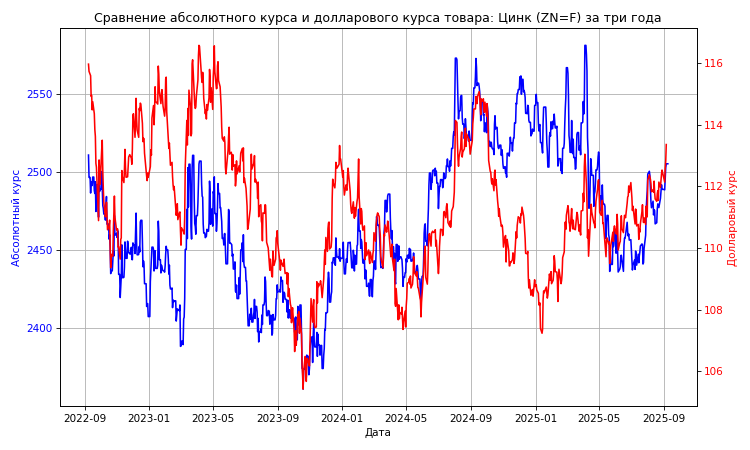 Сравнение абсолютного курса и долларового курса товара: Цинк (ZN=F) за три года
Абсолютный курс
2550
2500
2450
2400
116
114
112
110
108
106
Долларовый курс
2022-09 2023-01 2023-05 2023-09 2024-01 2024-05 2024-09 2025-01 2025-05 2025-09
Дата